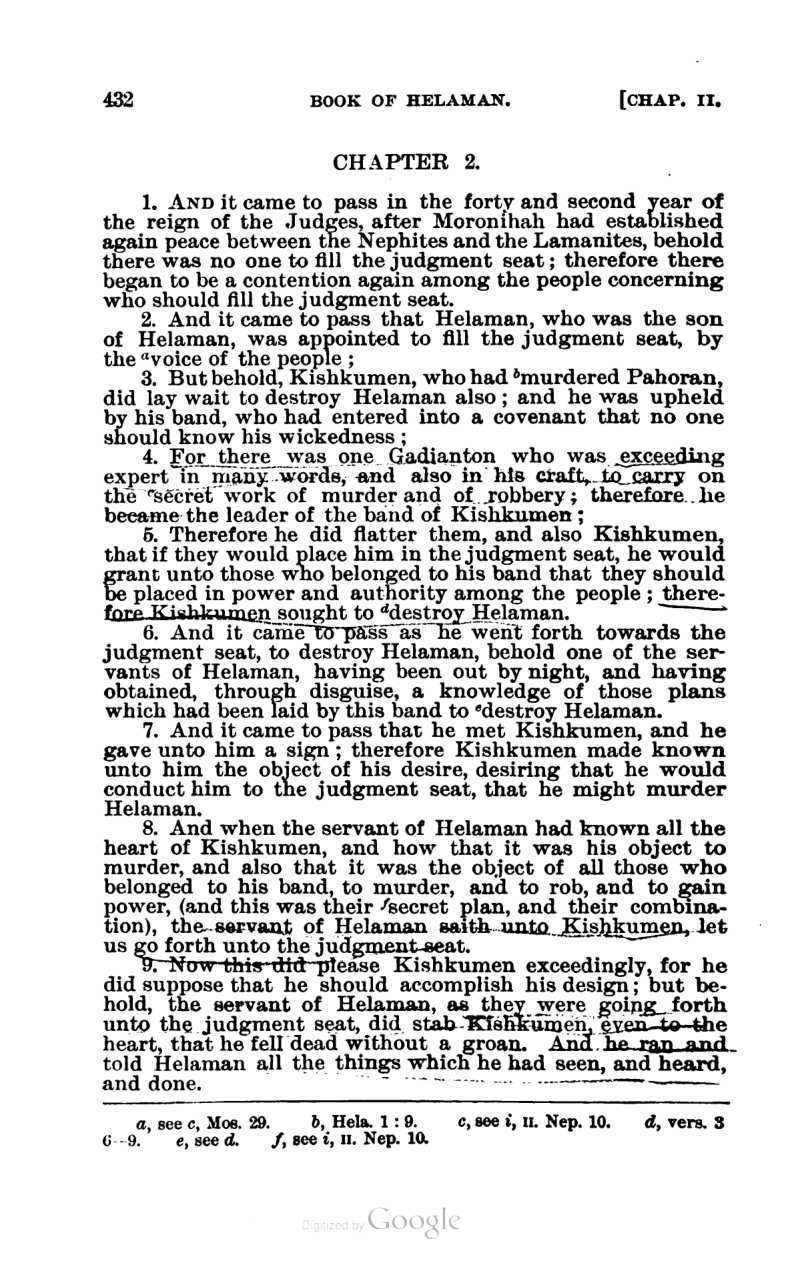 432 BOOK OF HELAMAN. [CHAP. II.
CHAPTER 2.
1. AND it came to pass in the forty and second year of
the reign of the Judges, after Moronihah had established
again peace between the Nephites and the Lamanites, behold
there was no one to fill the judgment seat; therefore there
began to be a contention again among the people concerning
who should fill the judgment seat.
2. And it came to pass that Helaman, who was the son
of Helaman, was appointed to fill the judgment seat, by
the ᵃvoice of the people;
3. But behold, Kishkumen, who had ᵇmurdered Pahoran,
did lay wait to destroy Helaman also; and he was upheld
by his band, who had entered into a covenant that no one
should know his wickedness;
4. For there was one Gadianton who was exceeding
expert in many words, and also in his craft, to carry on
the ᶜsecret work of murder and of robbery; therefore he
became the leader of the band of Kishkumen;
5. Therefore he did flatter them, and also Kishkumen,
that if they would place him in the judgment seat, he would
grant unto those who belonged to his band that they should
be placed in power and authority among the people; there-
fore Kishkumen sought to ᵈdestroy Helaman.
6. And it came to pass as he went forth towards the
judgment seat, to destroy Helaman, behold one of the ser-
vants of Helaman, having been out by night, and having
obtained, through disguise, a knowledge of those plans
which had been laid by this band to ᵉdestroy Helaman.
7. And it came to pass that he met Kishkumen, and he
gave unto him a sign; therefore Kishkumen made known
unto him the object of his desire, desiring that he would
conduct him to the judgment seat, that he might murder
Helaman.
8. And when the servant of Helaman had known all the
heart of Kishkumen, and how that it was his object to
murder, and also that it was the object of all those who
belonged to his band, to murder, and to rob, and to gain
power, (and this was their ᶠsecret plan, and their combina-
tion), the servant of Helaman saith unto Kishkumen, let
us go forth unto the judgment seat.
9. Now this did please Kishkumen exceedingly, for he
did suppose that he should accomplish his design; but be-
hold, the servant of Helaman, as they were going forth
unto the judgment seat, did stab Kishkumen, even to the
heart, that he fell dead without a groan. And he ran and
told Helaman all the things which he had seen, and heard,
and done.
a, see c, Mos. 29. b, Hela. 1:9. c, see i, II. Nep. 10. d, vers. 3
6--9. e, see d. f, see i, II. Nep. 10.
Digitized by Google